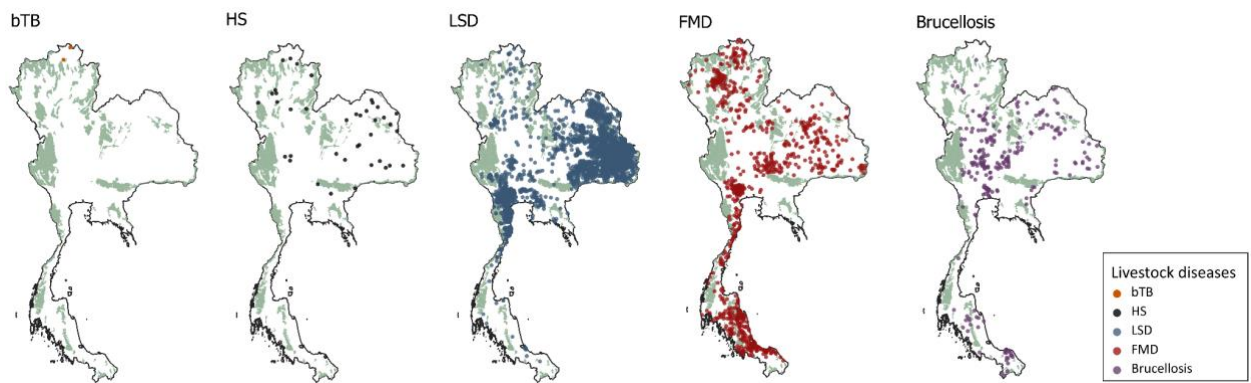 bTB
HS
LSD
FMD
Brucellosis
Livestock diseases
bTB
HS
LSD
FMD
Brucellosis